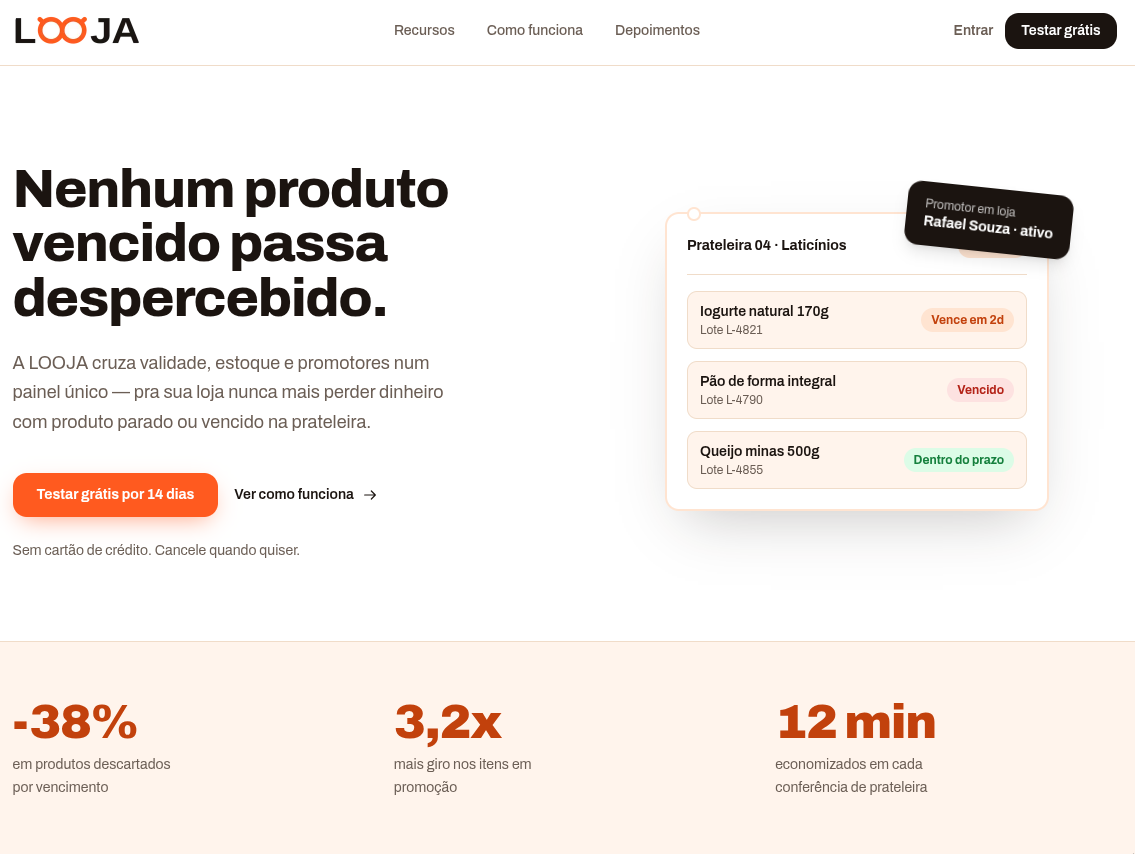 LOOJA
Recursos
Como funciona
Depoimentos
Entrar
Testar grátis
Nenhum produto
vencido passa
despercebido.
A LOOJA cruza validade, estoque e promotores num
painel único — pra sua loja nunca mais perder dinheiro
com produto parado ou vencido na prateleira.
Testar grátis por 14 dias
Ver como funciona →
Sem cartão de crédito. Cancele quando quiser.
Promotor em loja
Rafael Souza · ativo
Prateleira 04 · Laticínios
Iogurte natural 170g
Lote L-4821
Vence em 2d
Pão de forma integral
Lote L-4790
Vencido
Queijo minas 500g
Lote L-4855
Dentro do prazo
-38%
em produtos descartados
por vencimento
3,2x
mais giro nos itens em
promoção
12 min
economizados em cada
conferência de prateleira